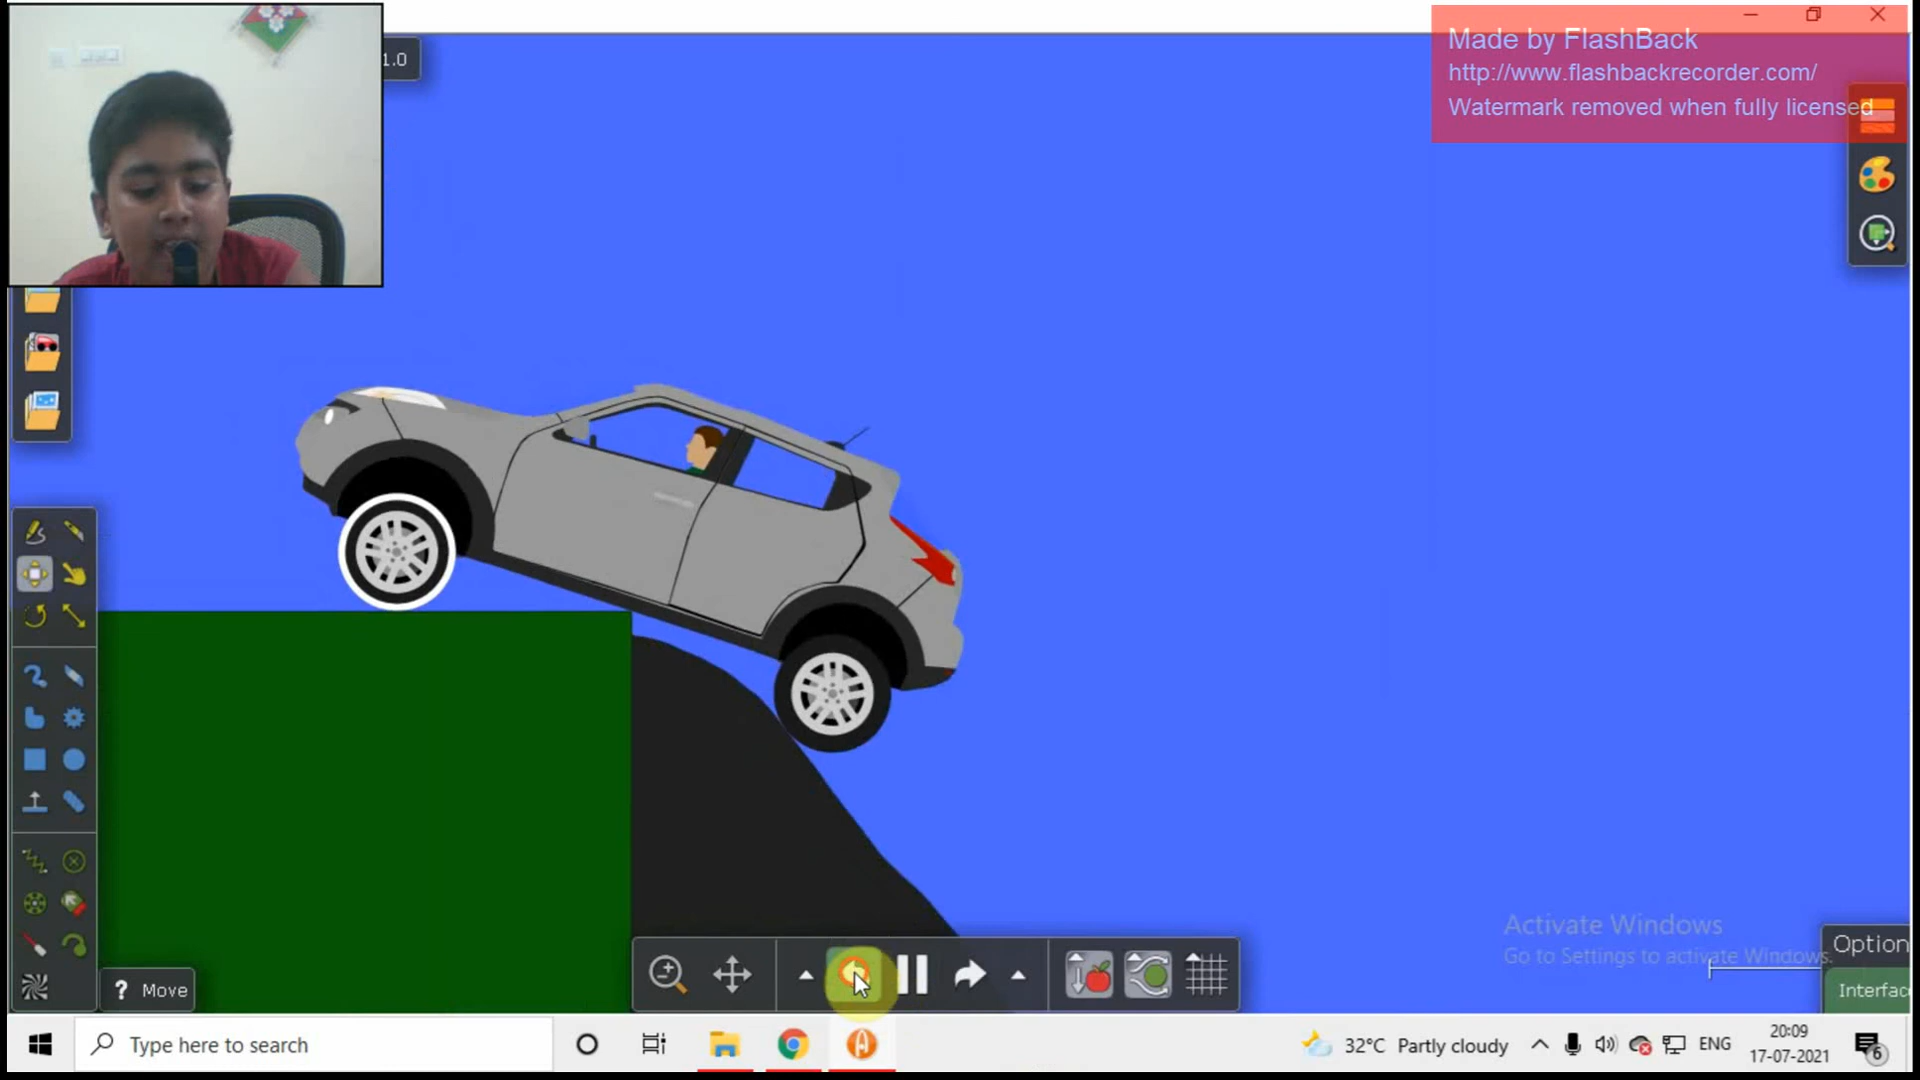 1.0
Made by FlashBack
http://www.flashbackrecorder.com/
Watermark removed when fully licensed
Activate Windows
Go to Settings to activate Windows.
Option
Interfac
? Move
Type here to search
32°C Partly cloudy
ENG
20:09
17-07-2021
6